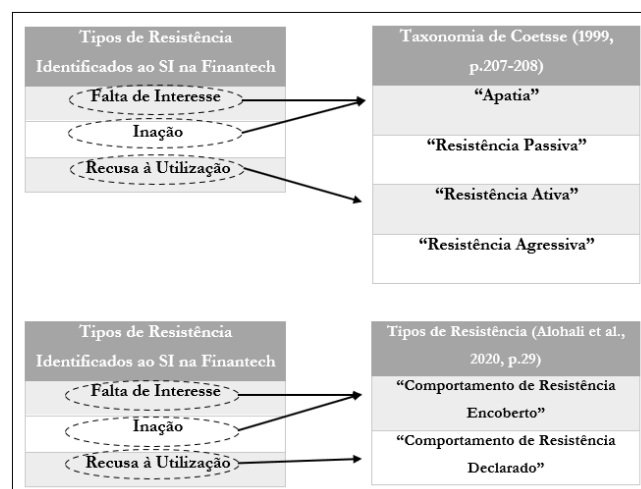 Tipos de Resistência
Identificados ao SI na Finantech
Falta de Interesse
Inação
Recusa à Utilização
Taxonomia de Coetsse (1999,
p.207-208)
“Apatia”
“Resistência Passiva”
“Resistência Ativa”
“Resistência Agressiva”
Tipos de Resistência
Identificados ao SI na Finantech
Falta de Interesse
Inação
Recusa à Utilização
Tipos de Resistência (Alohali et al.,
2020, p.29)
“Comportamento de Resistência
Encoberto”
“Comportamento de Resistência
Declarado”